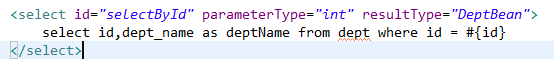 <select id="selectById" parameterType="int" resultType="DeptBean">
select id,dept_name as deptName from dept where id = #{id}
</select>